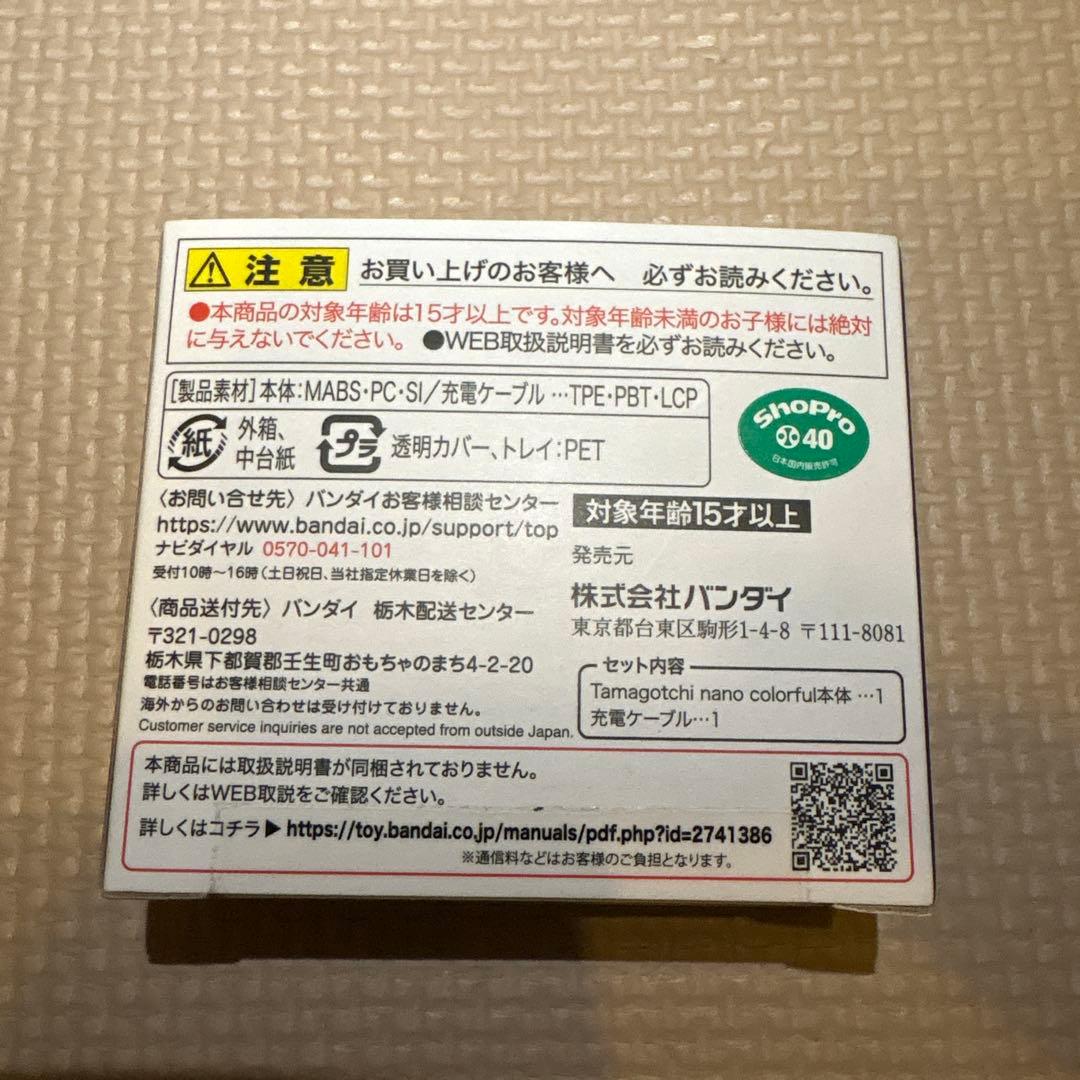 注意 お買い上げのお客様へ 必ずお読みください。
●本商品の対象年齢は15才以上です。対象年齢未満のお子様には絶対
に与えないでください。 ●WEB取扱説明書を必ずお読みください。
[製品素材]本体:MABS・PC・SI/充電ケーブル…TPE・PBT・LCP
紙 外箱、
中台紙
プラ 透明カバー、トレイ:PET
ShoPro
40
日本国内販売許可
〈お問い合せ先〉バンダイお客様相談センター
https://www.bandai.co.jp/support/top
ナビダイヤル 0570-041-101
受付10時〜16時(土日祝日、当社指定休業日を除く)
〈商品送付先〉バンダイ 栃木配送センター
〒321-0298
栃木県下都賀郡壬生町おもちゃのまち4-2-20
電話番号はお客様相談センター共通
海外からのお問い合わせは受け付けておりません。
Customer service inquiries are not accepted from outside Japan.
対象年齢15才以上
発売元
株式会社バンダイ
東京都台東区駒形1-4-8 〒111-8081
セット内容
Tamagotchi nano colorful本体…1
充電ケーブル…1
本商品には取扱説明書が同梱されておりません。
詳しくはWEB取説をご確認ください。
詳しくはコチラ▶https://toy.bandai.co.jp/manuals/pdf.php?id=2741386
※通信料などはお客様のご負担となります。